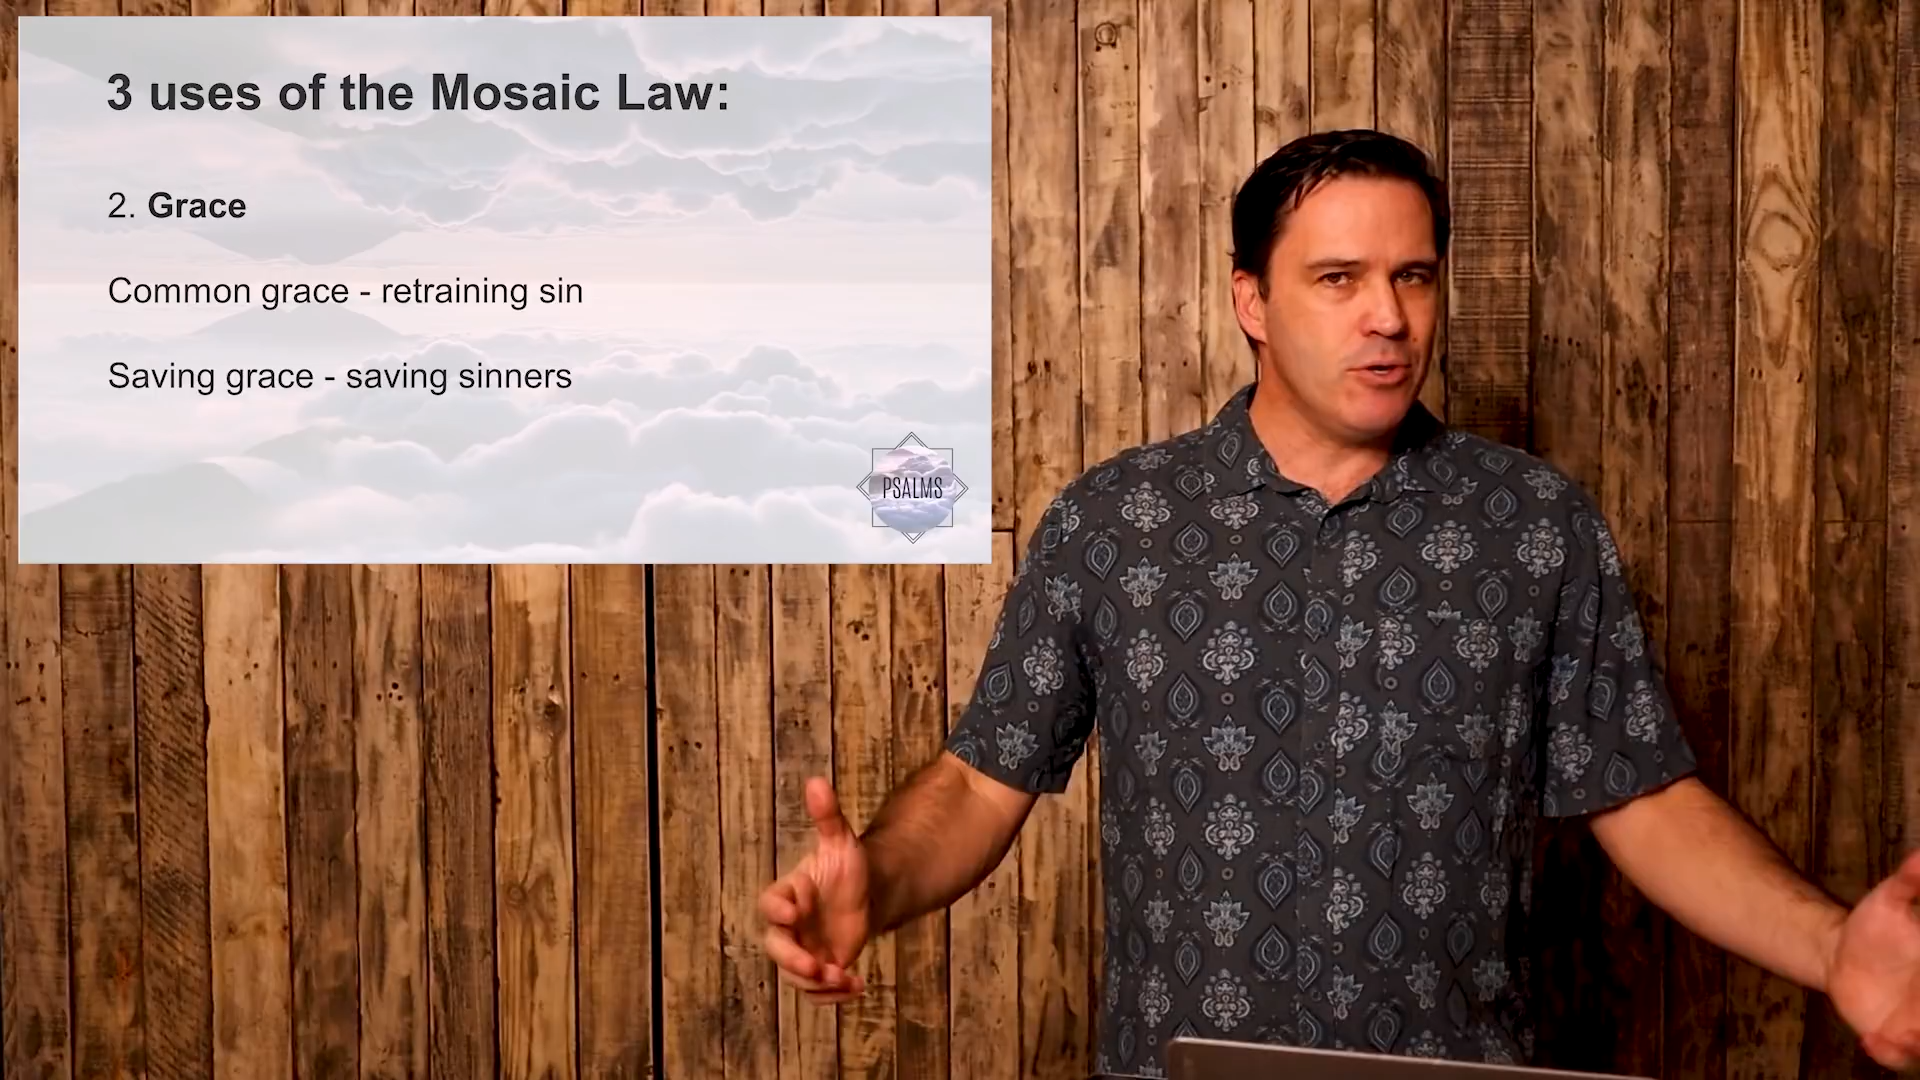 3 uses of the Mosaic Law:
2. Grace
Common grace - retraining sin
Saving grace - saving sinners
PSALMS